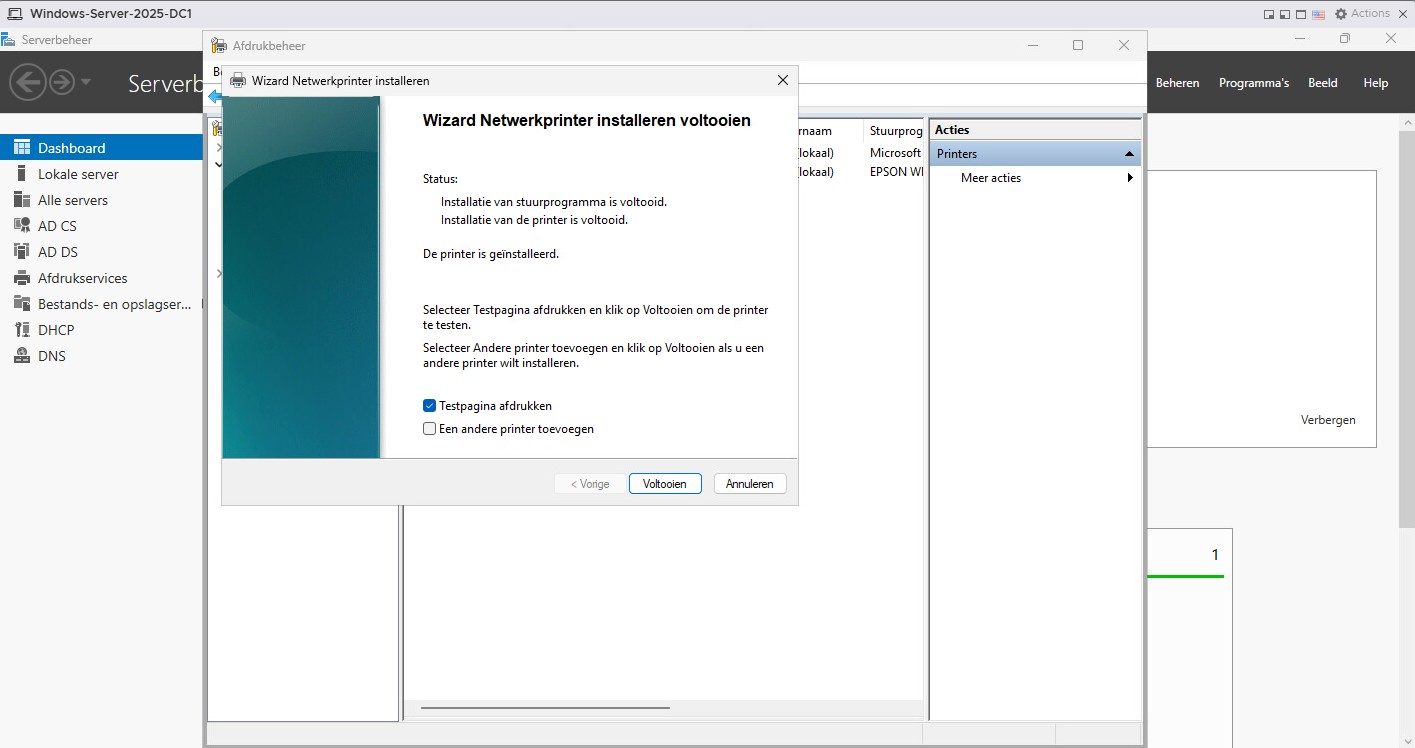 Windows-Server-2025-DC1
Actions
Serverbeheer
Afdrukbeheer
Beheren
Programma's
Beeld
Help
Wizard Netwerkprinter installeren
Dashboard
Lokale server
Alle servers
AD CS
AD DS
Afdrukservices
Bestands- en opslagser...
DHCP
DNS
Wizard Netwerkprinter installeren voltooien
Status:
Installatie van stuurprogramma is voltooid.
Installatie van de printer is voltooid.
De printer is geïnstalleerd.
Selecteer Testpagina afdrukken en klik op Voltooien om de printer
te testen.
Selecteer Andere printer toevoegen en klik op Voltooien als u een
andere printer wilt installeren.
Testpagina afdrukken
Een andere printer toevoegen
< Vorige
Voltooien
Annuleren
rnaam
Stuurprog
(lokaal)
Microsoft
(lokaal)
EPSON WI
Acties
Printers
Meer acties
Verbergen
1